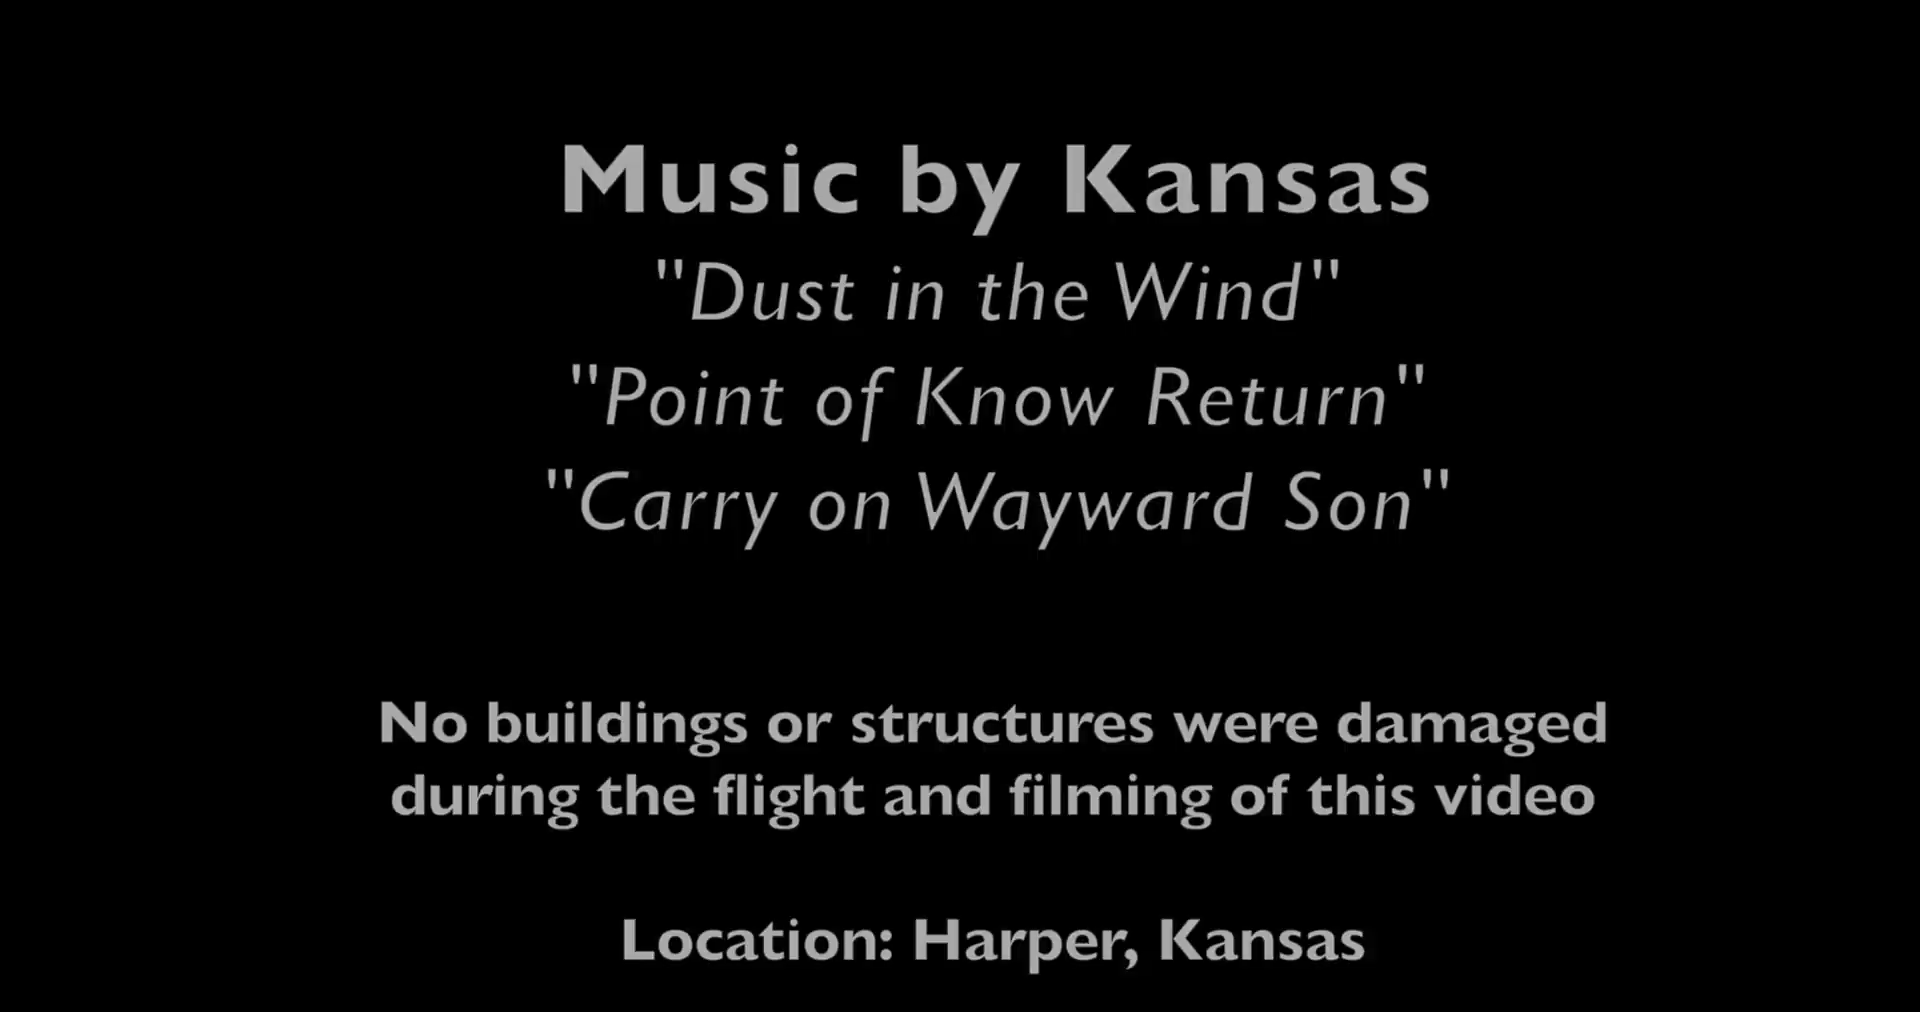 Music by Kansas
"Dust in the Wind"
"Point of Know Return"
"Carry on Wayward Son"
No buildings or structures were damaged
during the flight and filming of this video
Location: Harper, Kansas